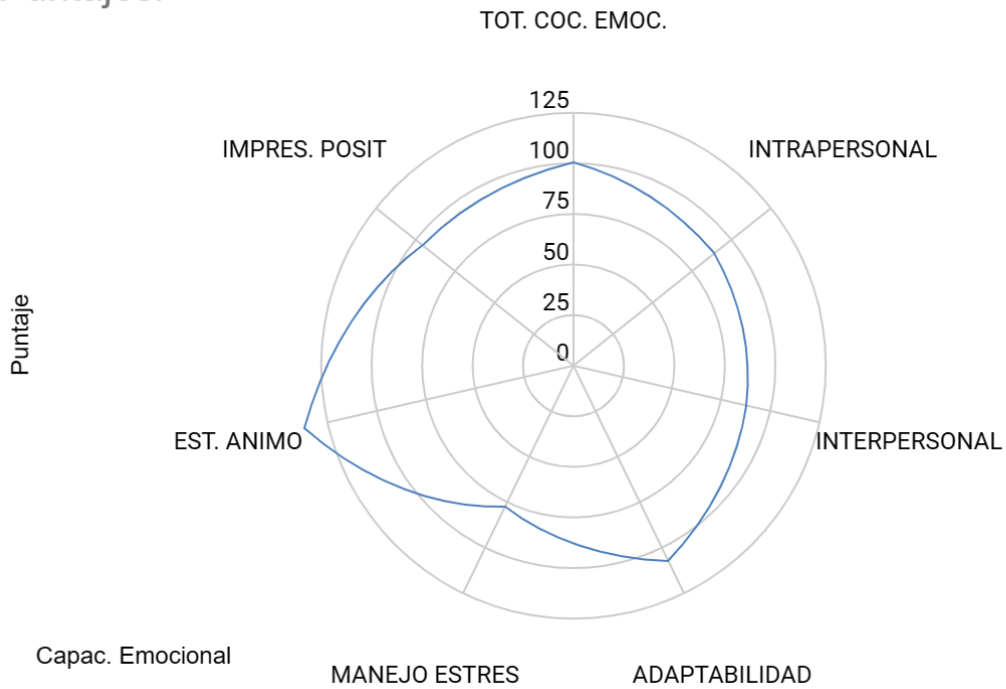 TOT. COC. EMOC.
125
IMPRES. POSIT
100
INTRAPERSONAL
75
50
25
0
Puntaje
EST. ANIMO
INTERPERSONAL
Capac. Emocional
MANEJO ESTRES
ADAPTABILIDAD